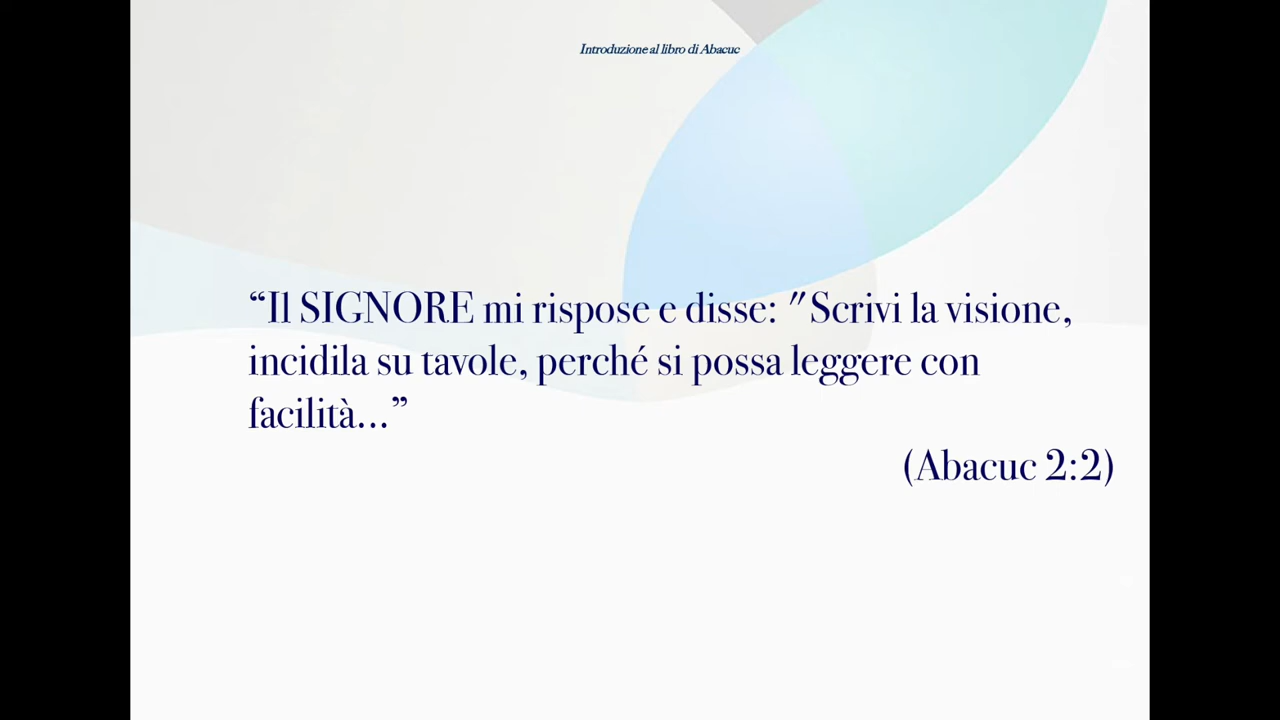 Introduzione al libro di Abacuc
“Il SIGNORE mi rispose e disse: "Scrivi la visione,
incidila su tavole, perché si possa leggere con
facilità...”
(Abacuc 2:2)